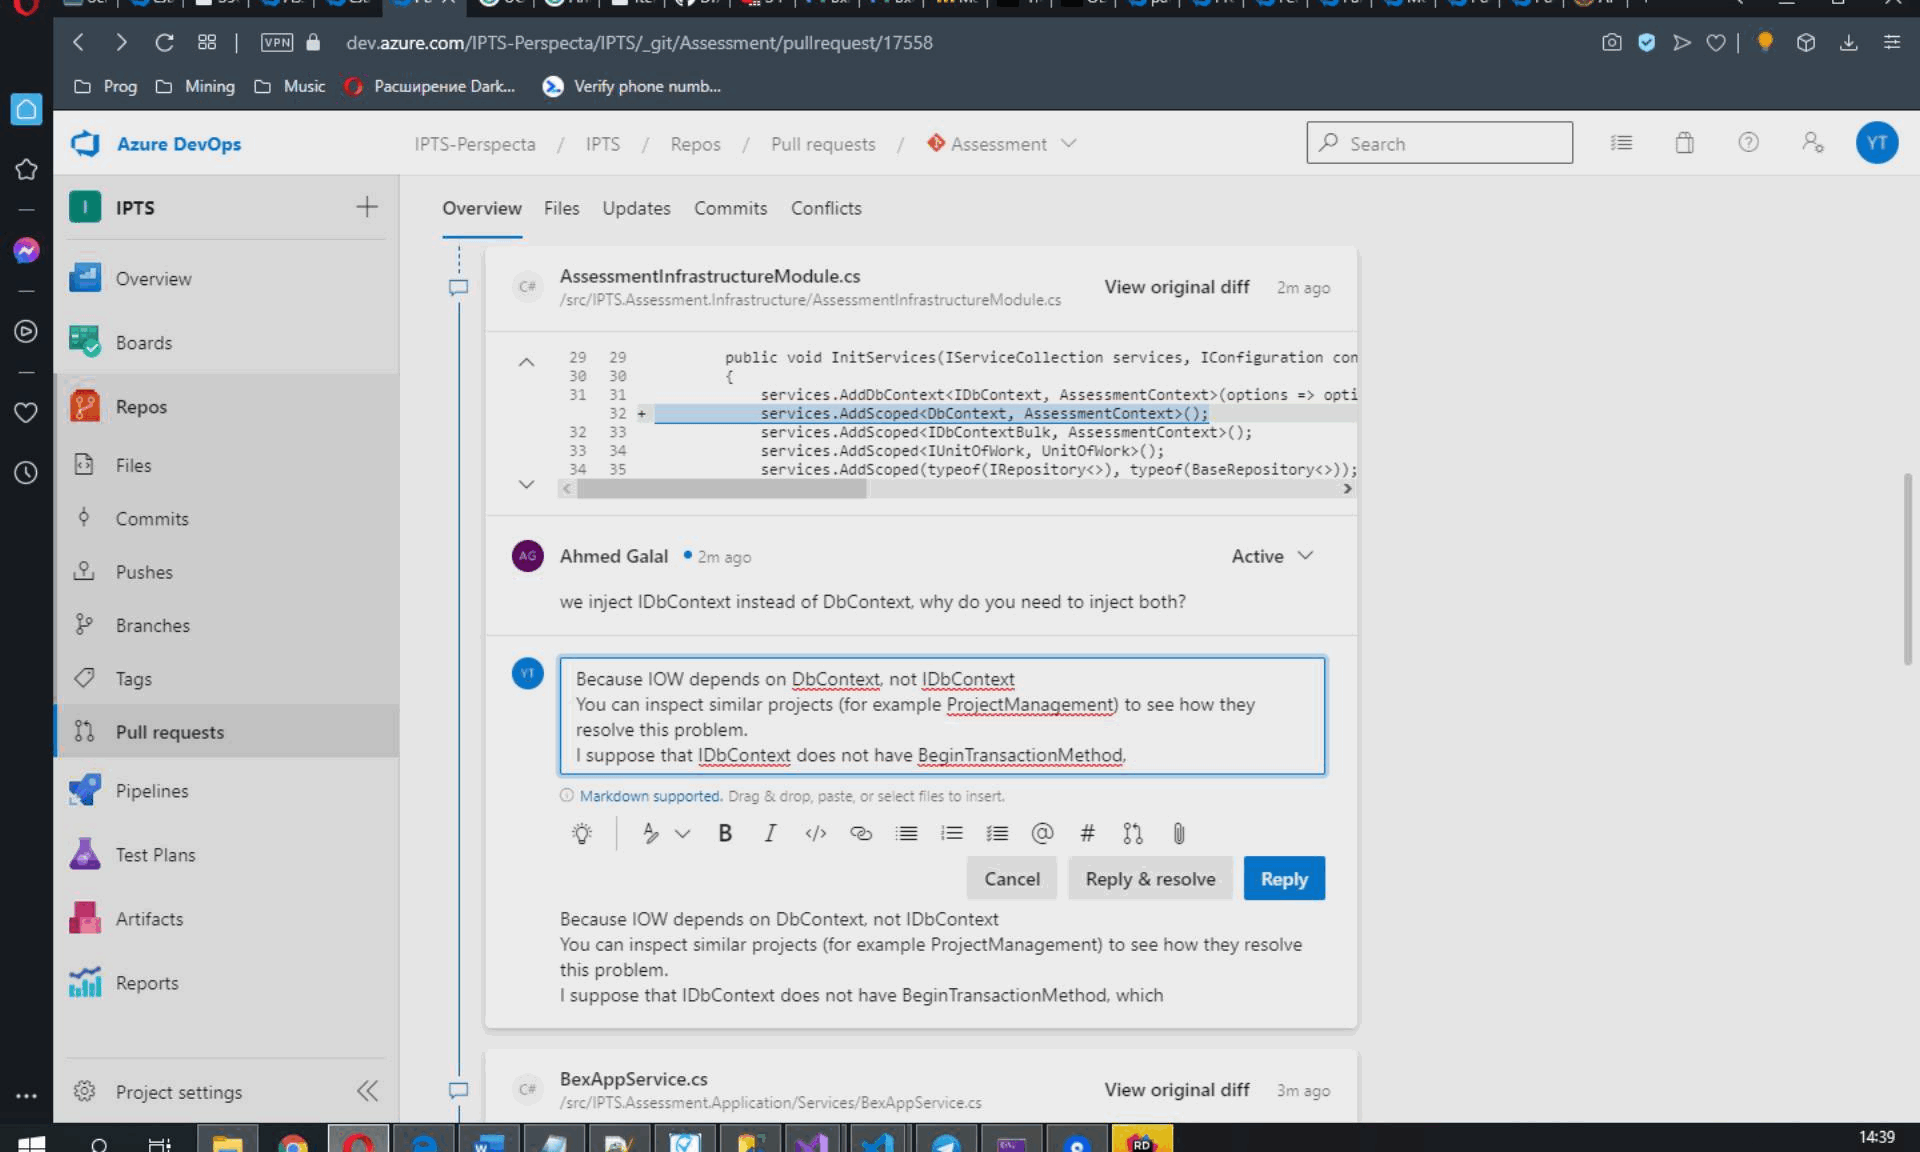 VPN
dev.azure.com/IPTS-Perspecta/IPTS/_git/Assessment/pullrequest/17558
Prog
Mining
Music
Расширение Dark...
Verify phone numb...
Azure DevOps
IPTS-Perspecta / IPTS / Repos / Pull requests / Assessment
Search
YT
I
IPTS
Overview
Boards
Repos
Files
Commits
Pushes
Branches
Tags
Pull requests
Pipelines
Test Plans
Artifacts
Reports
Project settings
Overview Files Updates Commits Conflicts
C#
AssessmentInfrastructureModule.cs
/src/IPTS.Assessment.Infrastructure/AssessmentInfrastructureModule.cs
View original diff
2m ago
29 29 public void InitServices(IServiceCollection services, IConfiguration con
30 30 {
31 31 services.AddDbContext<IDbContext, AssessmentContext>(options => opti
32 + services.AddScoped<DbContext, AssessmentContext>();
32 33 services.AddScoped<IDbContextBulk, AssessmentContext>();
33 34 services.AddScoped<IUnitOfWork, UnitOfWork>();
34 35 services.AddScoped(typeof(IRepository<>), typeof(BaseRepository<>));
AG
Ahmed Galal
2m ago
Active
we inject IDbContext instead of DbContext, why do you need to inject both?
YT
Because IOW depends on DbContext, not IDbContext
You can inspect similar projects (for example ProjectManagement) to see how they
resolve this problem.
I suppose that IDbContext does not have BeginTransactionMethod,
Markdown supported. Drag & drop, paste, or select files to insert.
B I </> @ #
Cancel
Reply & resolve
Reply
Because IOW depends on DbContext, not IDbContext
You can inspect similar projects (for example ProjectManagement) to see how they resolve
this problem.
I suppose that IDbContext does not have BeginTransactionMethod, which
C#
BexAppService.cs
/src/IPTS.Assessment.Application/Services/BexAppService.cs
View original diff
3m ago
RD
14:39